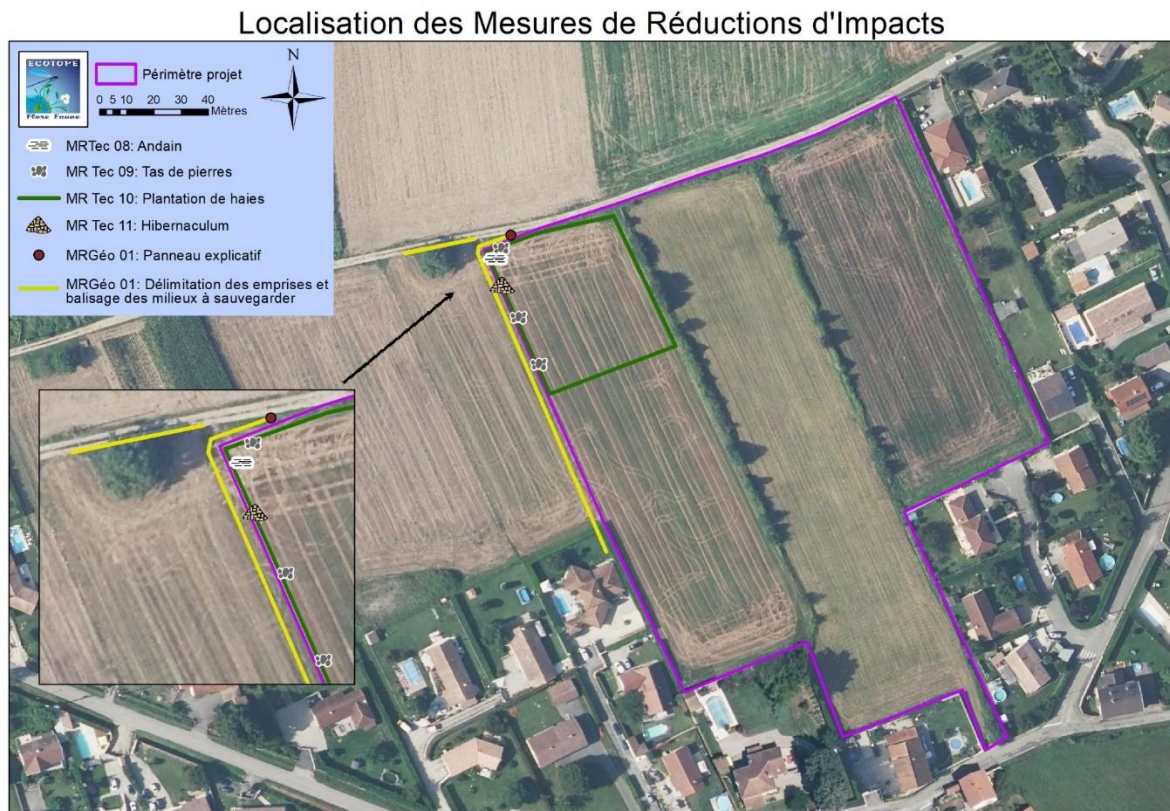 Localisation des Mesures de Réductions d'Impacts
ECOTOPE
Flore Faune
Périmètre projet
N
0 5 10 20 30 40
Mètres
MRTec 08: Andain
MR Tec 09: Tas de pierres
MR Tec 10: Plantation de haies
MR Tec 11: Hibernaculum
MRGéo 01: Panneau explicatif
MRGéo 01: Délimitation des emprises et
balisage des milieux à sauvegarder